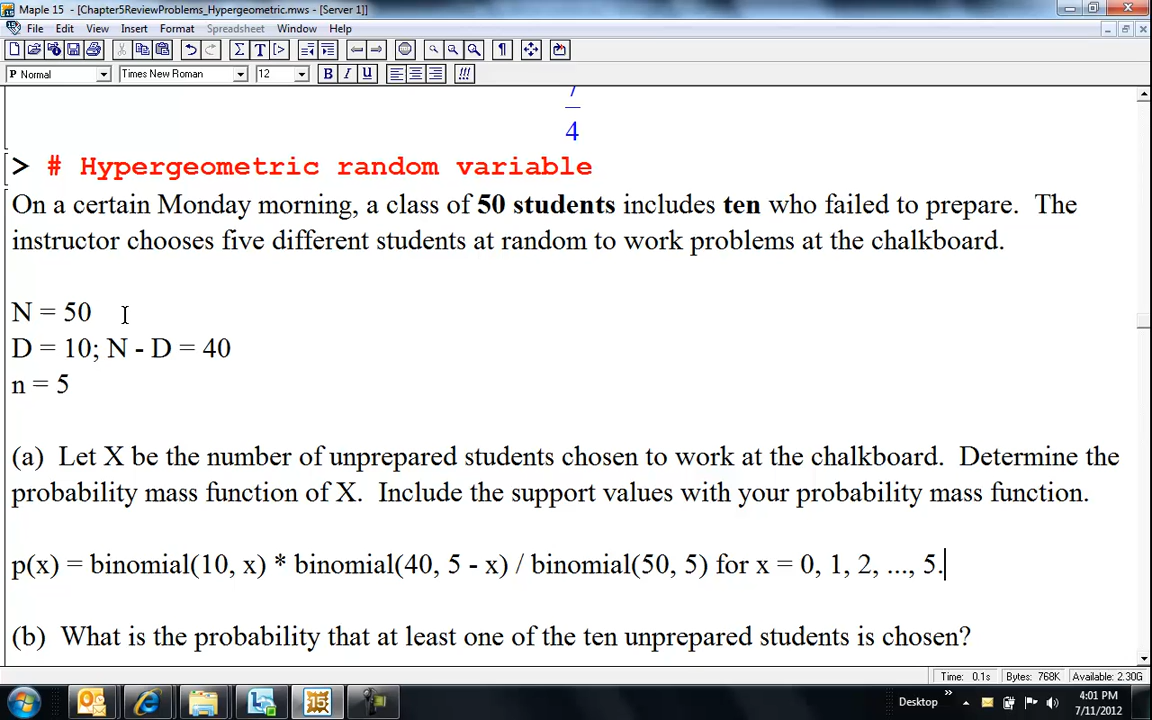 Maple 15 - [Chapter5ReviewProblems_Hypergeometric.mws - [Server 1]]
File Edit View Insert Format Spreadsheet Window Help
P Normal Times New Roman 12 B I U !!!
4
> # Hypergeometric random variable
On a certain Monday morning, a class of 50 students includes ten who failed to prepare. The
instructor chooses five different students at random to work problems at the chalkboard.
N = 50
D = 10; N - D = 40
n = 5
(a) Let X be the number of unprepared students chosen to work at the chalkboard. Determine the
probability mass function of X. Include the support values with your probability mass function.
p(x) = binomial(10, x) * binomial(40, 5 - x) / binomial(50, 5) for x = 0, 1, 2, ..., 5.
(b) What is the probability that at least one of the ten unprepared students is chosen?
Time: 0.1s Bytes: 768K Available: 2.30G
Desktop 4:01 PM
7/11/2012